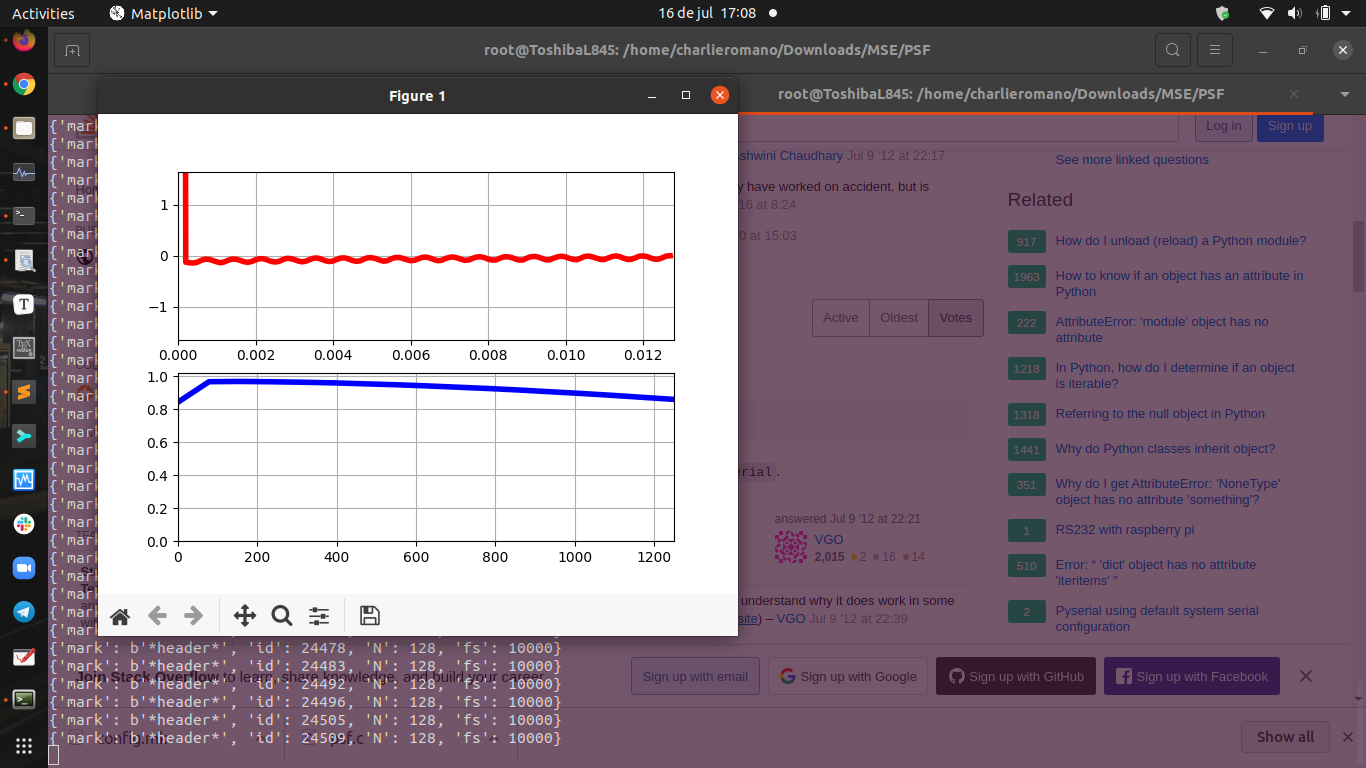 Activities
Matplotlib
16 de jul 17:08
root@ToshibaL845: /home/charlieromano/Downloads/MSE/PSF
root@ToshibaL845: /home/charlieromano/Downloads/MSE/PSF
Figure 1
1
0
−1
0.000 0.002 0.004 0.006 0.008 0.010 0.012
1.0
0.8
0.6
0.4
0.2
0.0
0 200 400 600 800 1000 1200
{'mark': b'*header*', 'id': 24478, 'N': 128, 'fs': 10000}
{'mark': b'*header*', 'id': 24483, 'N': 128, 'fs': 10000}
{'mark': b'*header*', 'id': 24492, 'N': 128, 'fs': 10000}
{'mark': b'*header*', 'id': 24496, 'N': 128, 'fs': 10000}
{'mark': b'*header*', 'id': 24505, 'N': 128, 'fs': 10000}
{'mark': b'*header*', 'id': 24509, 'N': 128, 'fs': 10000}
Log in
Sign up
Ashwini Chaudhary Jul 9 '12 at 22:17
have worked on accident, but is
16 at 8:24
at 15:03
Active Oldest Votes
erial.
answered Jul 9 '12 at 22:21
VGO
2,015 2 16 14
understand why it does work in some
site) – VGO Jul 9 '12 at 22:39
See more linked questions
Related
917 How do I unload (reload) a Python module?
1963 How to know if an object has an attribute in
Python
222 AttributeError: 'module' object has no
attribute
1218 In Python, how do I determine if an object
is iterable?
1318 Referring to the null object in Python
1441 Why do Python classes inherit object?
351 Why do I get AttributeError: 'NoneType'
object has no attribute 'something'?
1 RS232 with raspberry pi
510 Error: “ 'dict' object has no attribute
'iteritems' ”
2 Pyserial using default system serial
configuration
Join Stack Overflow to learn, share knowledge, and build your career.
Sign up with email
Sign up with Google
Sign up with GitHub
Sign up with Facebook
Show all